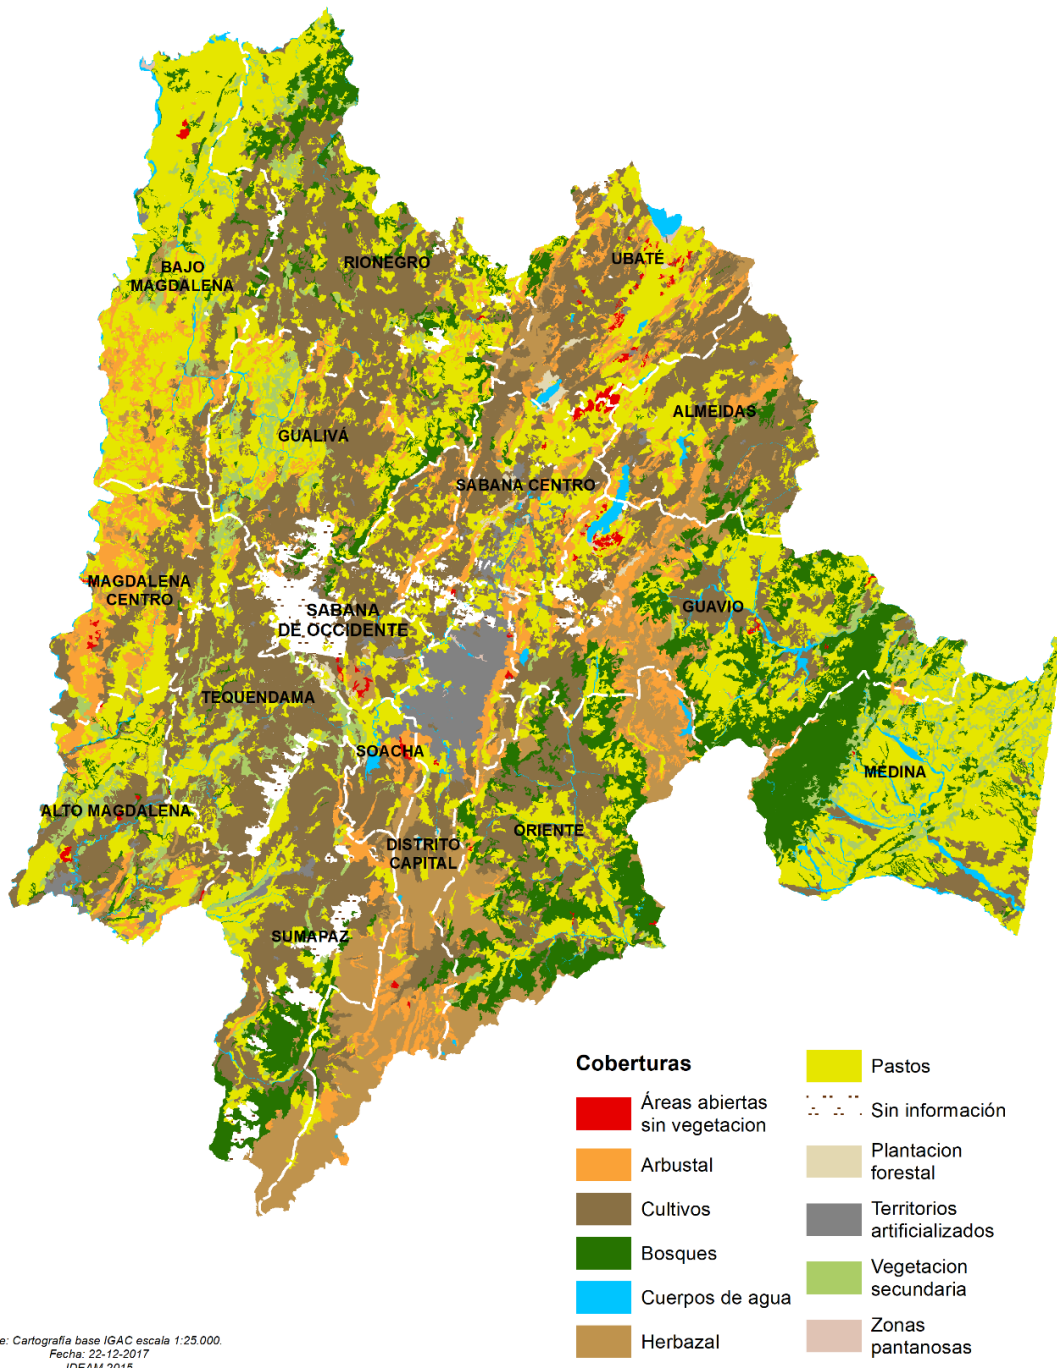 RIONEGRO
UBATÉ
BAJO
MAGDALENA
ALMEIDAS
GUALIVÁ
SABANA CENTRO
MAGDALENA
CENTRO
SABANA
DE OCCIDENTE
GUAVIO
TEQUENDAMA
SOACHA
MEDINA
ALTO MAGDALENA
ORIENTE
DISTRITO
CAPITAL
SUMAPAZ
Coberturas
Áreas abiertas
sin vegetacion
Arbustal
Cultivos
Bosques
Cuerpos de agua
Herbazal
Pastos
Sin información
Plantacion
forestal
Territorios
artificializados
Vegetacion
secundaria
Zonas
pantanosas
e: Cartografía base IGAC escala 1:25.000.
Fecha: 22-12-2017
IDEAM 2015